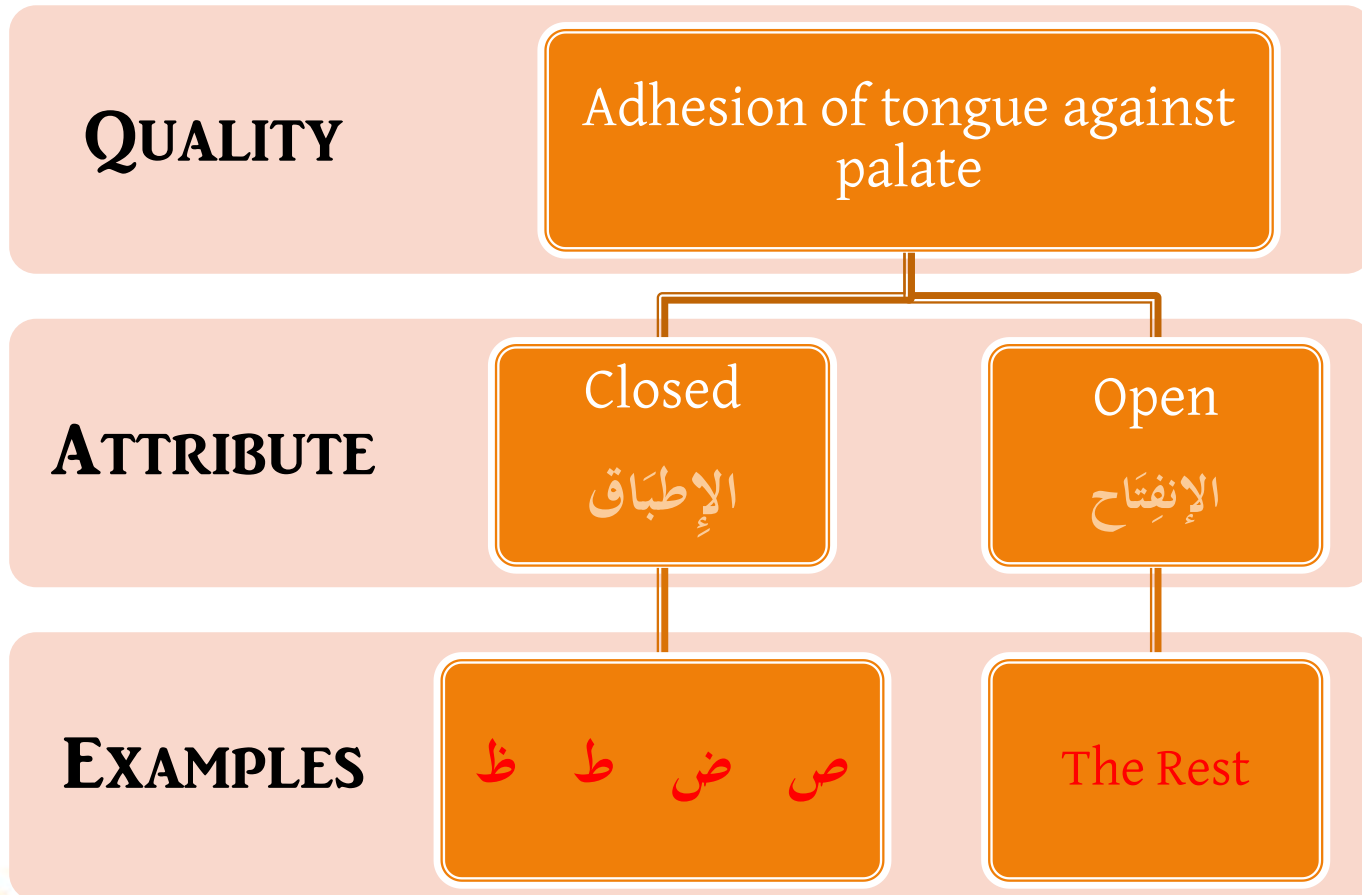 QUALITY
Adhesion of tongue against
palate
ATTRIBUTE
Closed
الإِطبَاق
Open
الإنفِتَاح
EXAMPLES
ص ض ط ظ
The Rest